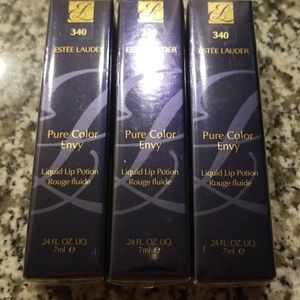 340
ESTĒE LAUDER
Pure Color
Envy
Liquid Lip Potion
Rouge fluide
.24 FL. OZ. LIQ.
7ml e
340
ESTĒE LAUDER
Pure Color
Envy
Liquid Lip Potion
Rouge fluide
.24 FL. OZ. LIQ.
7ml e
340
ESTĒE LAUDER
Pure Color
Envy
Liquid Lip Potion
Rouge fluide
.24 FL. OZ. LIQ.
7ml e